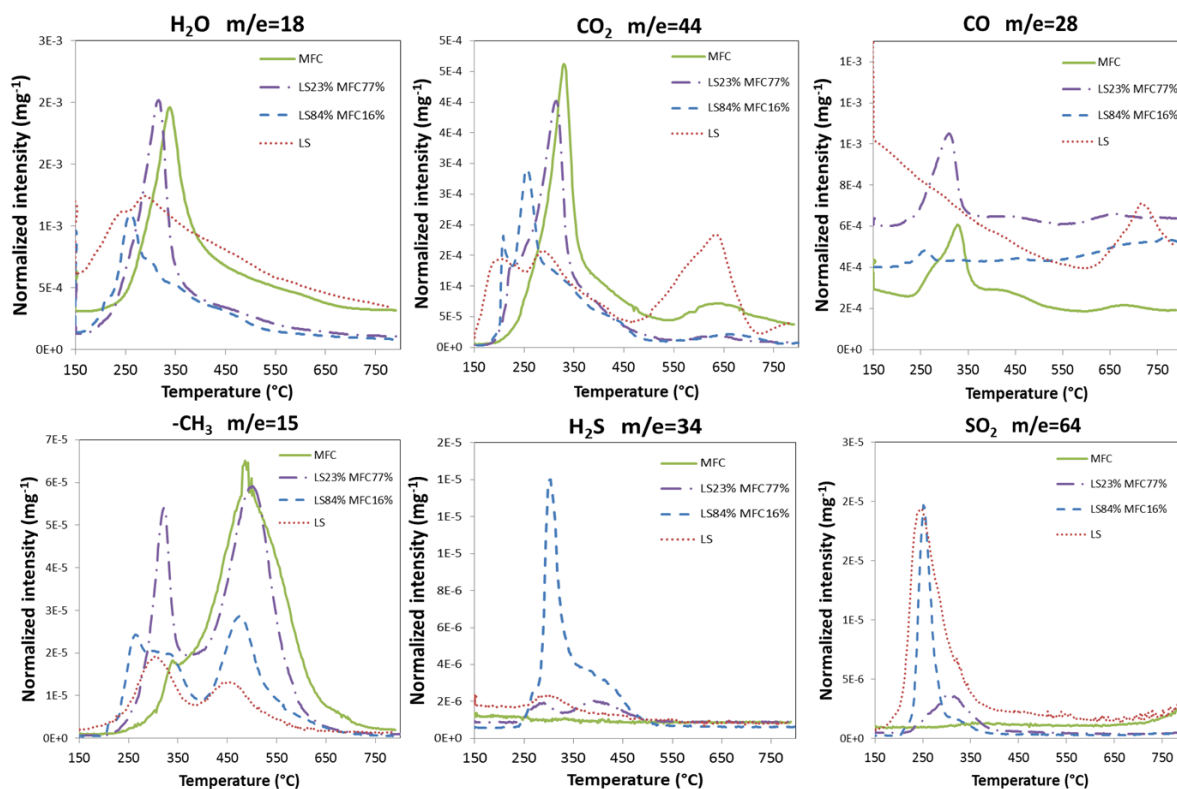 H₂O m/e=18
Normalized intensity (mg⁻¹)
3E-3
2E-3
2E-3
1E-3
5E-4
0E+0
MFC
LS23% MFC77%
LS84% MFC16%
LS
150 250 350 450 550 650 750
Temperature (°C)
CO₂ m/e=44
Normalized intensity (mg⁻¹)
5E-4
5E-4
4E-4
4E-4
3E-4
3E-4
2E-4
2E-4
1E-4
5E-5
0E+0
MFC
LS23% MFC77%
LS84% MFC16%
LS
150 250 350 450 550 650 750
Temperature (°C)
CO m/e=28
Normalized intensity (mg⁻¹)
1E-3
1E-3
1E-3
8E-4
6E-4
4E-4
2E-4
0E+0
MFC
LS23% MFC77%
LS84% MFC16%
LS
150 250 350 450 550 650 750
Temperature (°C)
-CH₃ m/e=15
Normalized intensity (mg⁻¹)
7E-5
6E-5
5E-5
4E-5
3E-5
2E-5
1E-5
0E+0
MFC
LS23% MFC77%
LS84% MFC16%
LS
150 250 350 450 550 650 750
Temperature (°C)
H₂S m/e=34
Normalized intensity (mg⁻¹)
2E-5
1E-5
1E-5
1E-5
8E-6
6E-6
4E-6
2E-6
0E+0
MFC
LS23% MFC77%
LS84% MFC16%
LS
150 250 350 450 550 650 750
Temperature (°C)
SO₂ m/e=64
Normalized intensity (mg⁻¹)
3E-5
2E-5
2E-5
1E-5
5E-6
0E+0
MFC
LS23% MFC77%
LS84% MFC16%
LS
150 250 350 450 550 650 750
Temperature (°C)